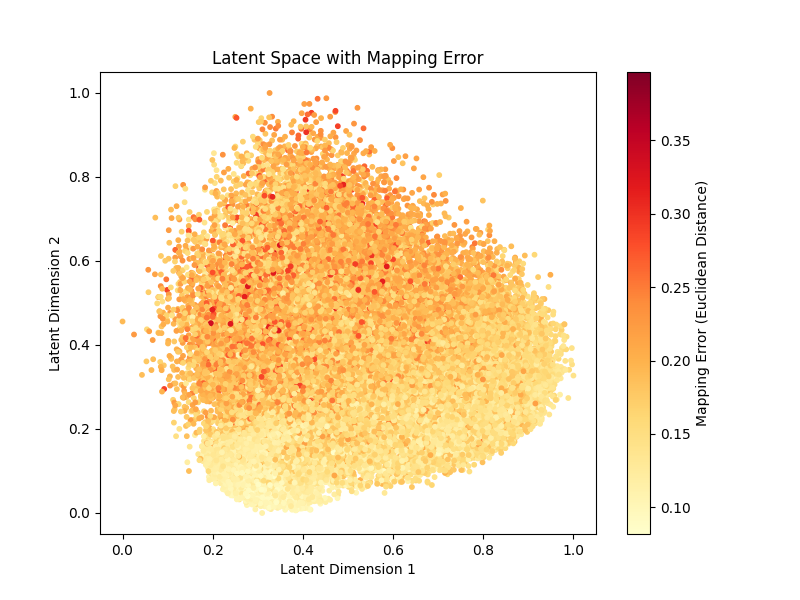 Latent Space with Mapping Error
1.0
0.8
0.6
0.4
0.2
0.0
Latent Dimension 2
0.0 0.2 0.4 0.6 0.8 1.0
Latent Dimension 1
0.35
0.30
0.25
0.20
0.15
0.10
Mapping Error (Euclidean Distance)